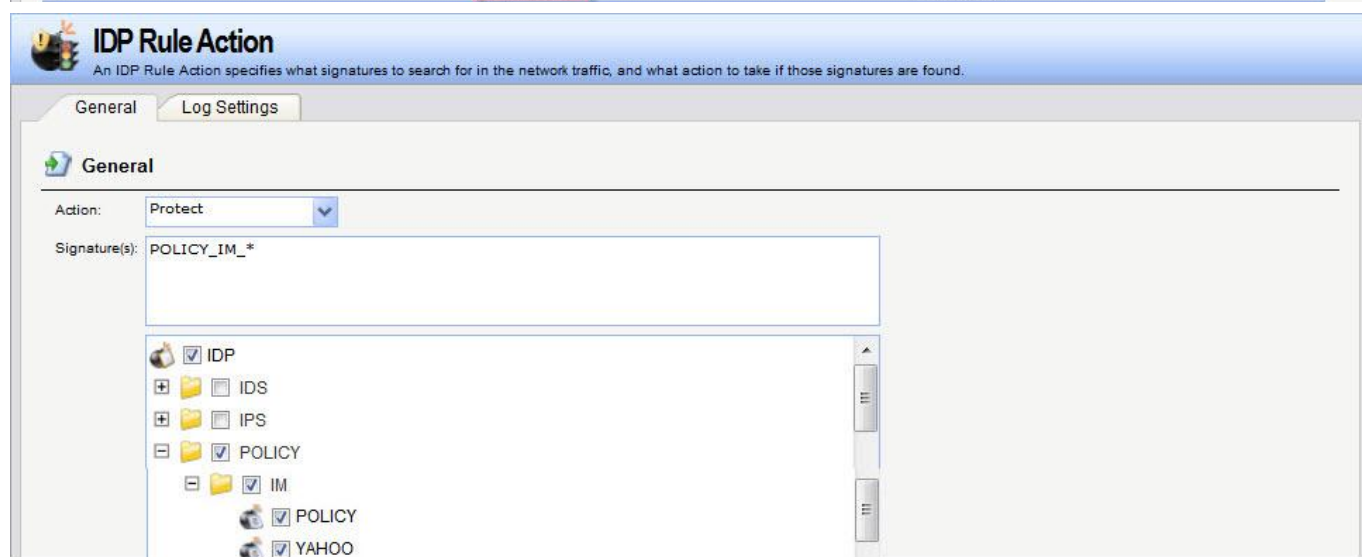 IDP Rule Action
An IDP Rule Action specifies what signatures to search for in the network traffic, and what action to take if those signatures are found.
General
Log Settings
General
Action:
Protect
Signature(s):
POLICY_IM_*
IDP
IDS
IPS
POLICY
IM
POLICY
YAHOO